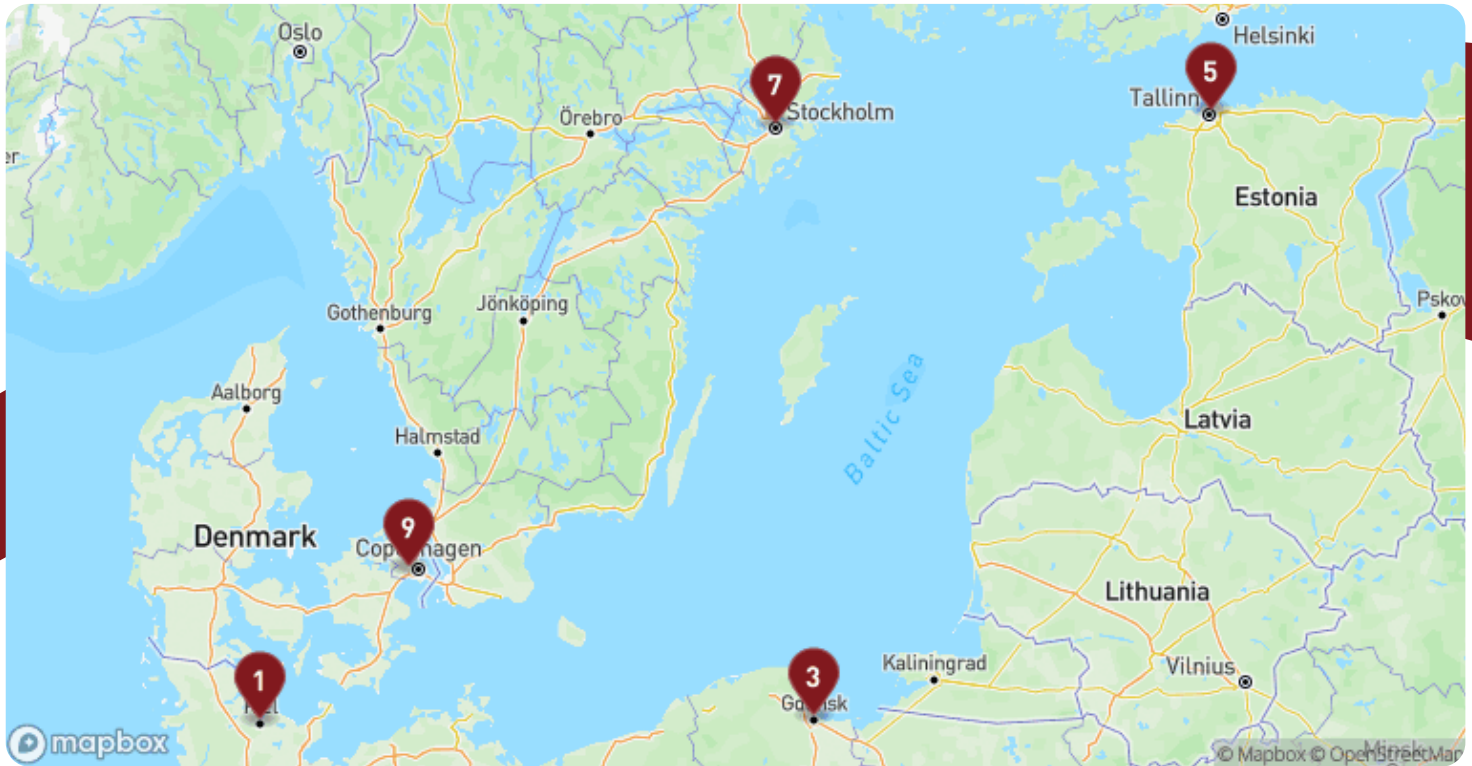 Oslo
Helsinki
7
5
Tallinn
Stockholm
Örebro
Estonia
Pskov
Jönköping
Gothenburg
Aalborg
Latvia
Baltic Sea
Halmstad
9
Denmark
Copenhagen
Lithuania
1
3
Kaliningrad
Vilnius
Gdańsk
mapbox
© Mapbox © OpenStreetMap